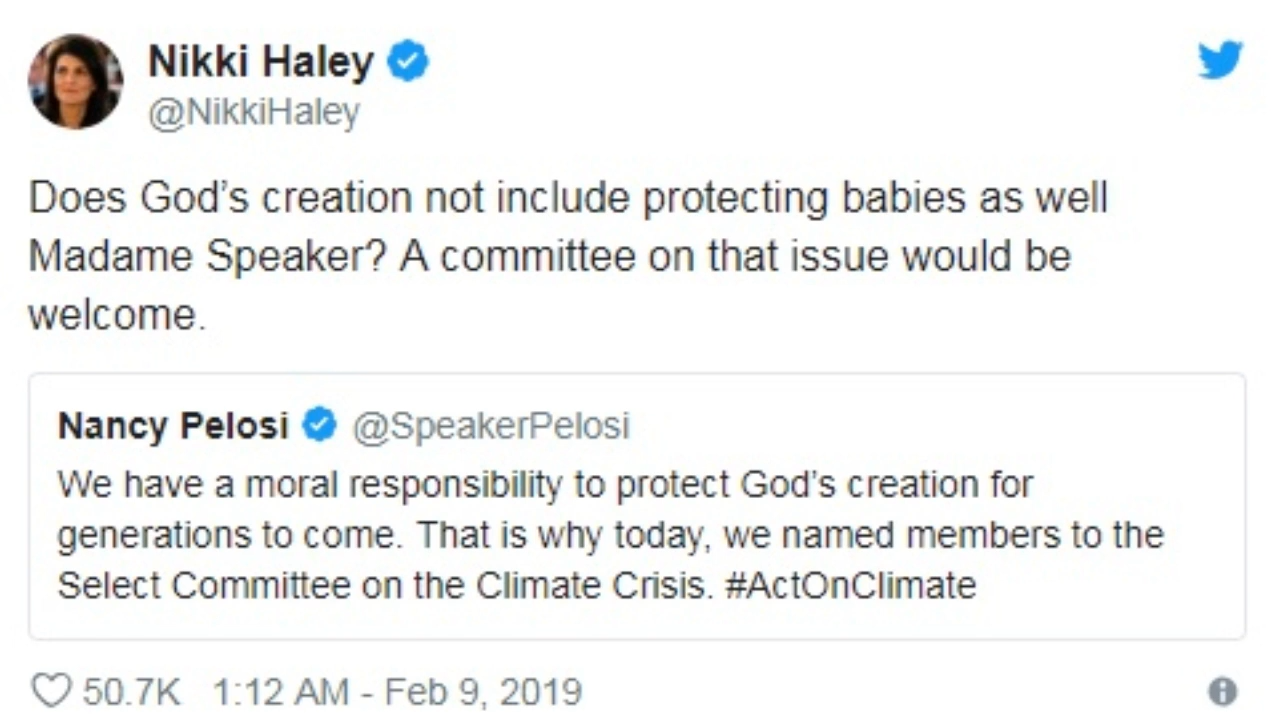 Nikki Haley
@NikkiHaley
Does God’s creation not include protecting babies as well
Madame Speaker? A committee on that issue would be
welcome.
Nancy Pelosi @SpeakerPelosi
We have a moral responsibility to protect God’s creation for
generations to come. That is why today, we named members to the
Select Committee on the Climate Crisis. #ActOnClimate
50.7K 1:12 AM - Feb 9, 2019